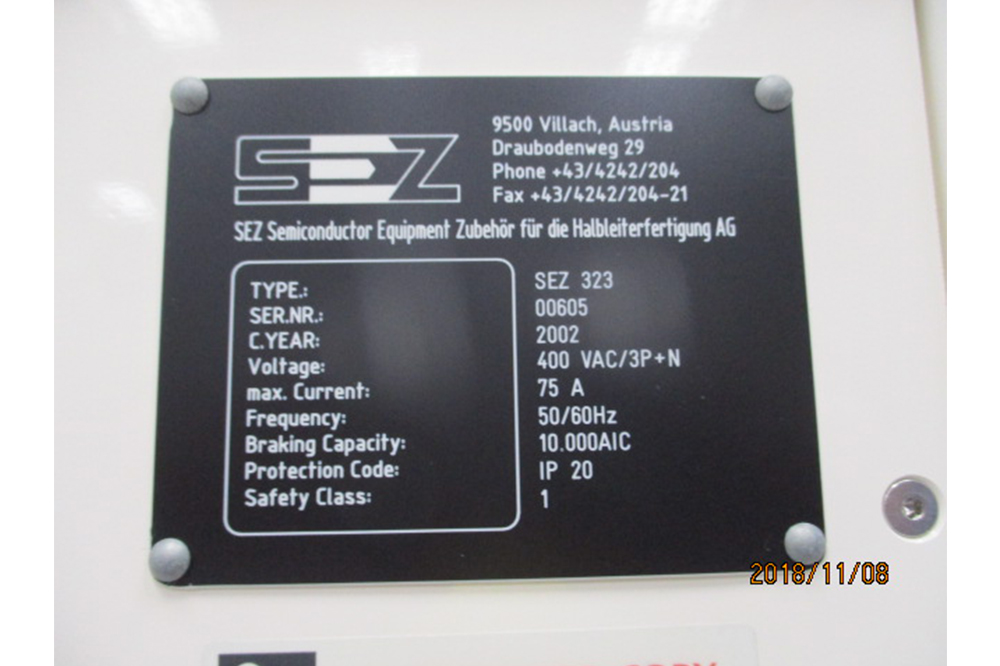 SEZ
9500 Villach, Austria
Draubodenweg 29
Phone +43/4242/204
Fax +43/4242/204-21
SEZ Semiconductor Equipment Zubehör für die Halbleiterfertigung AG
TYPE.: SEZ 323
SER.NR.: 00605
C.YEAR: 2002
Voltage: 400 VAC/3P+N
max. Current: 75 A
Frequency: 50/60Hz
Braking Capacity: 10.000AIC
Protection Code: IP 20
Safety Class: 1
2018/11/08